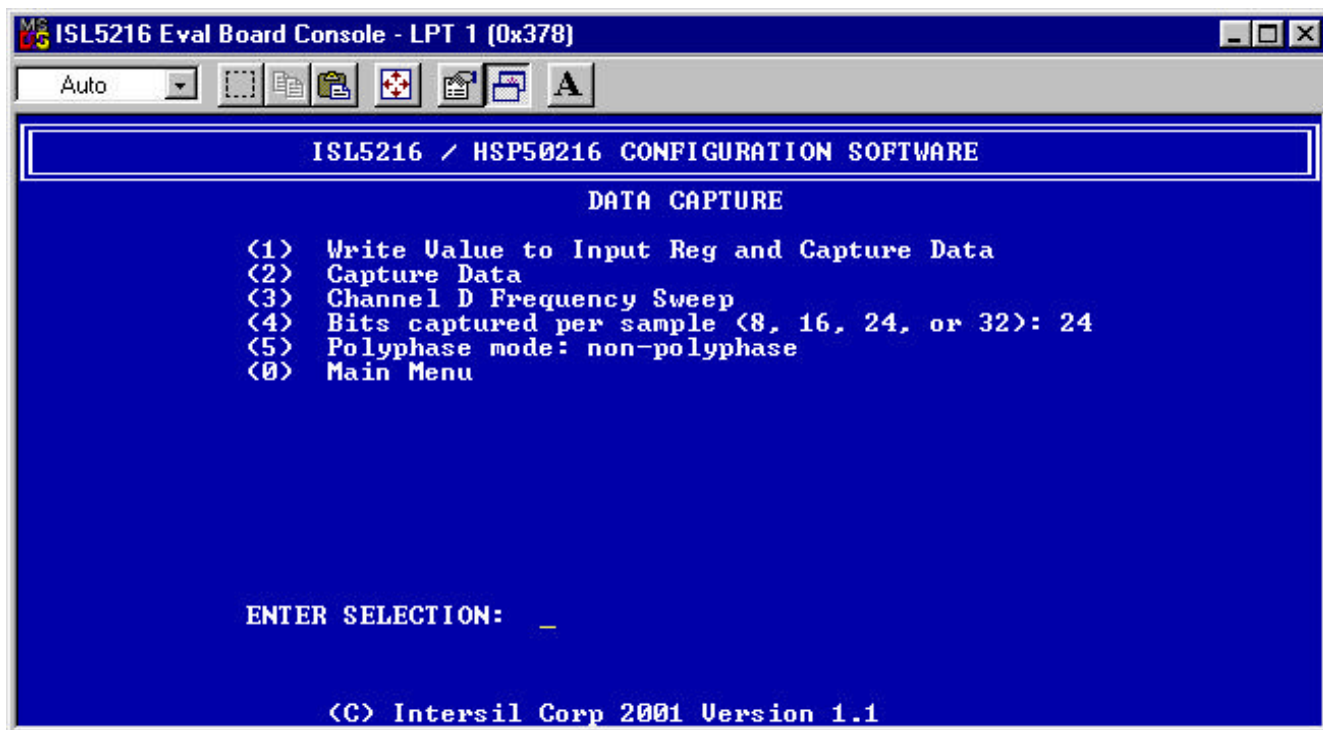 ISL5216 Eval Board Console - LPT 1 (0x378)
Auto
A
ISL5216 / HSP50216 CONFIGURATION SOFTWARE
DATA CAPTURE
(1) Write Value to Input Reg and Capture Data
(2) Capture Data
(3) Channel D Frequency Sweep
(4) Bits captured per sample (8, 16, 24, or 32): 24
(5) Polyphase mode: non-polyphase
(0) Main Menu
ENTER SELECTION: _
(C) Intersil Corp 2001 Version 1.1